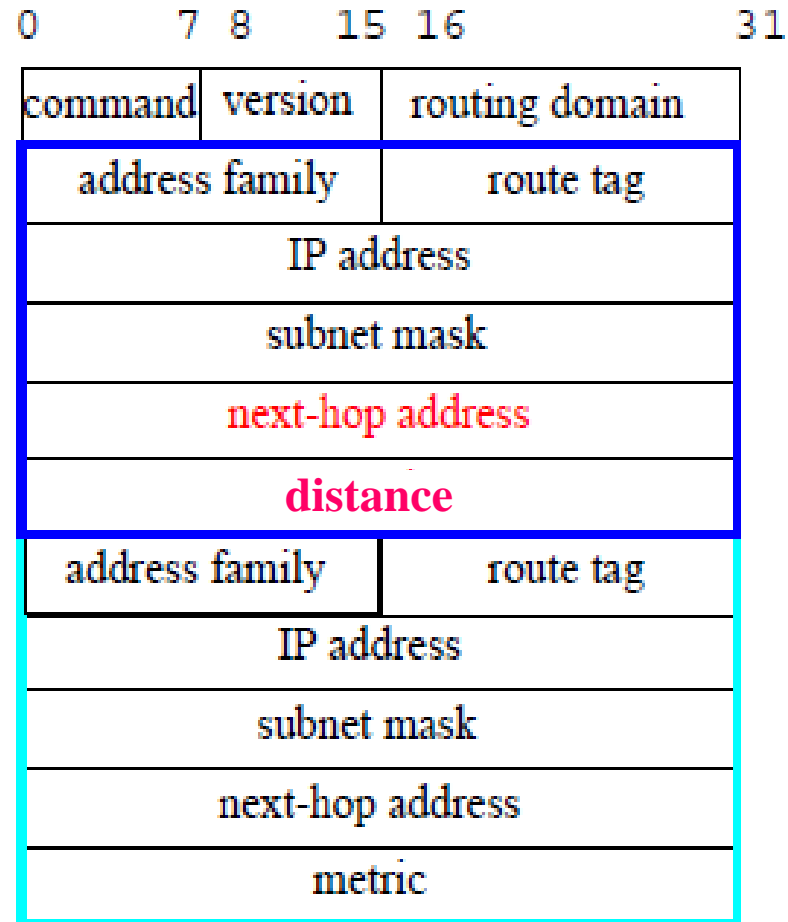 0 7 8 15 16 31
command version routing domain
address family route tag
IP address
subnet mask
next-hop address
distance
address family route tag
IP address
subnet mask
next-hop address
metric